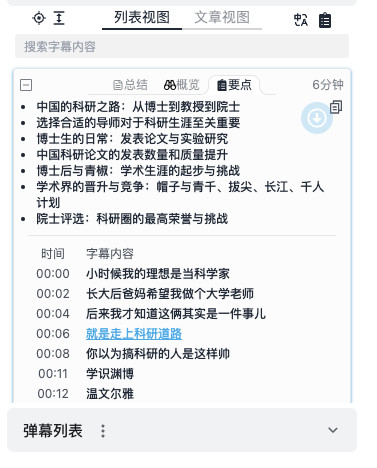 列表视图 文章视图
搜索字幕内容
总结 概览 要点 6分钟
中国的科研之路：从博士到教授到院士
选择合适的导师对于科研生涯至关重要
博士生的日常：发表论文与实验研究
中国科研论文的发表数量和质量提升
博士后与青椒：学术生涯的起步与挑战
学术界的晋升与竞争：帽子与青千、拔尖、长江、千人
计划
院士评选：科研圈的最高荣誉与挑战
时间 字幕内容
00:00 小时候我的理想是当科学家
00:02 长大后爸妈希望我做个大学老师
00:04 后来我才知道这俩其实是一件事儿
00:06 就是走上科研道路
00:08 你以为搞科研的人是这样帅
00:11 学识渊博
00:12 温文尔雅
弹幕列表